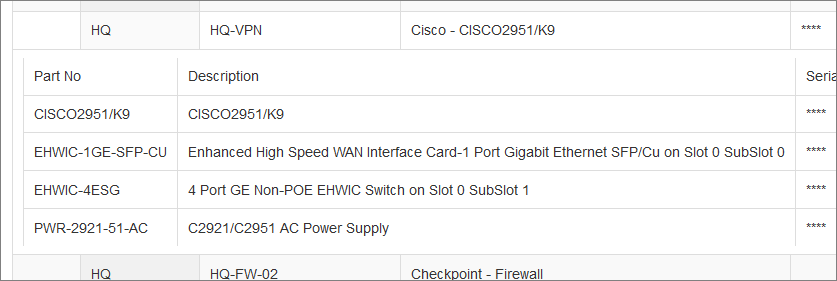 HQ HQ-VPN Cisco - CISCO2951/K9 ****
Part No Description Seria
CISCO2951/K9 CISCO2951/K9 ****
EHWIC-1GE-SFP-CU Enhanced High Speed WAN Interface Card-1 Port Gigabit Ethernet SFP/Cu on Slot 0 SubSlot 0 ****
EHWIC-4ESG 4 Port GE Non-POE EHWIC Switch on Slot 0 SubSlot 1 ****
PWR-2921-51-AC C2921/C2951 AC Power Supply ****
HQ HQ-FW-02 Checkpoint - Firewall ****